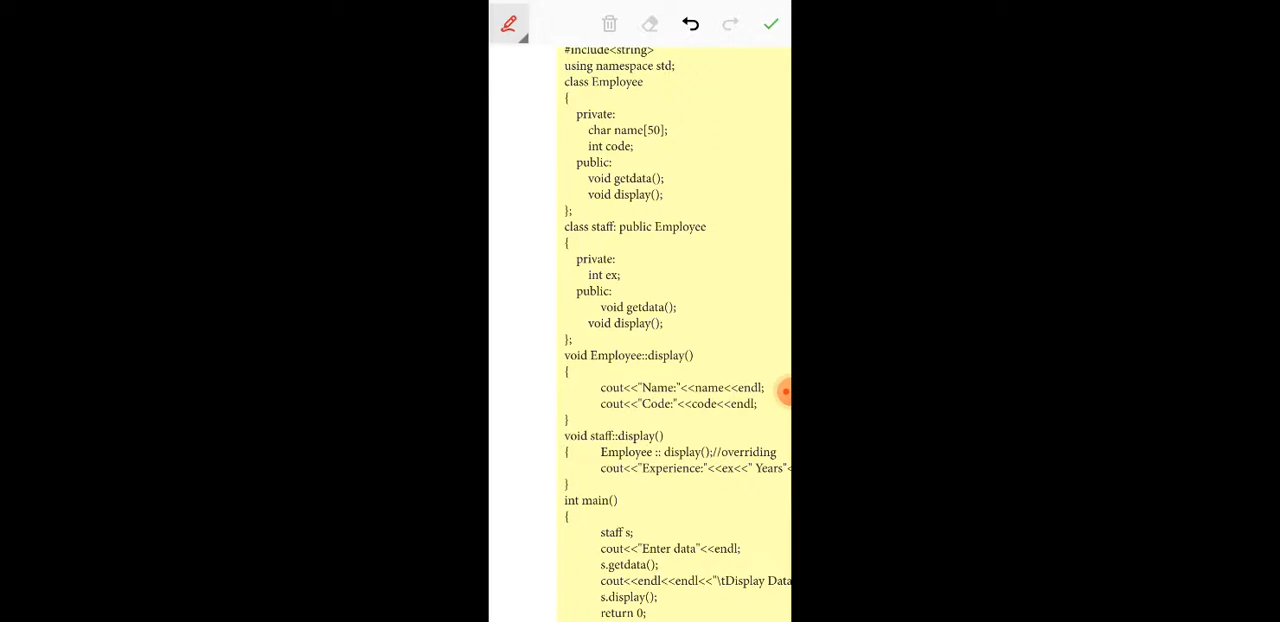 #include<string>
using namespace std;
class Employee
{
private:
char name[50];
int code;
public:
void getdata();
void display();
};
class staff: public Employee
{
private:
int ex;
public:
void getdata();
void display();
};
void Employee::display()
{
cout<<"Name:"<<name<<endl;
cout<<"Code:"<<code<<endl;
}
void staff::display()
{ Employee :: display();//overriding
cout<<"Experience:"<<ex<<" Years"<
}
int main()
{
staff s;
cout<<"Enter data"<<endl;
s.getdata();
cout<<endl<<endl<<"\tDisplay Data
s.display();
return 0;